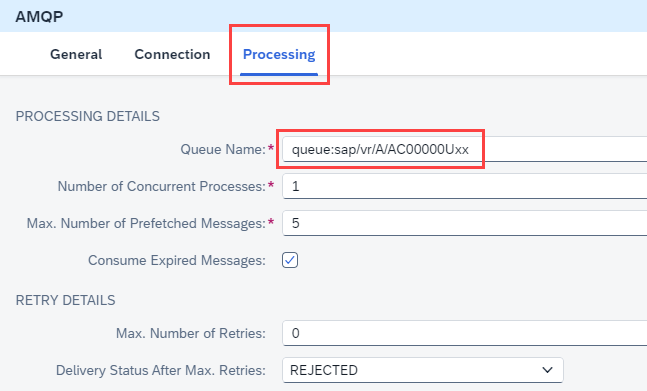 AMQP
General Connection Processing
PROCESSING DETAILS
Queue Name:* queue:sap/vr/A/AC00000Uxx
Number of Concurrent Processes:* 1
Max. Number of Prefetched Messages:* 5
Consume Expired Messages:
RETRY DETAILS
Max. Number of Retries: 0
Delivery Status After Max. Retries: REJECTED